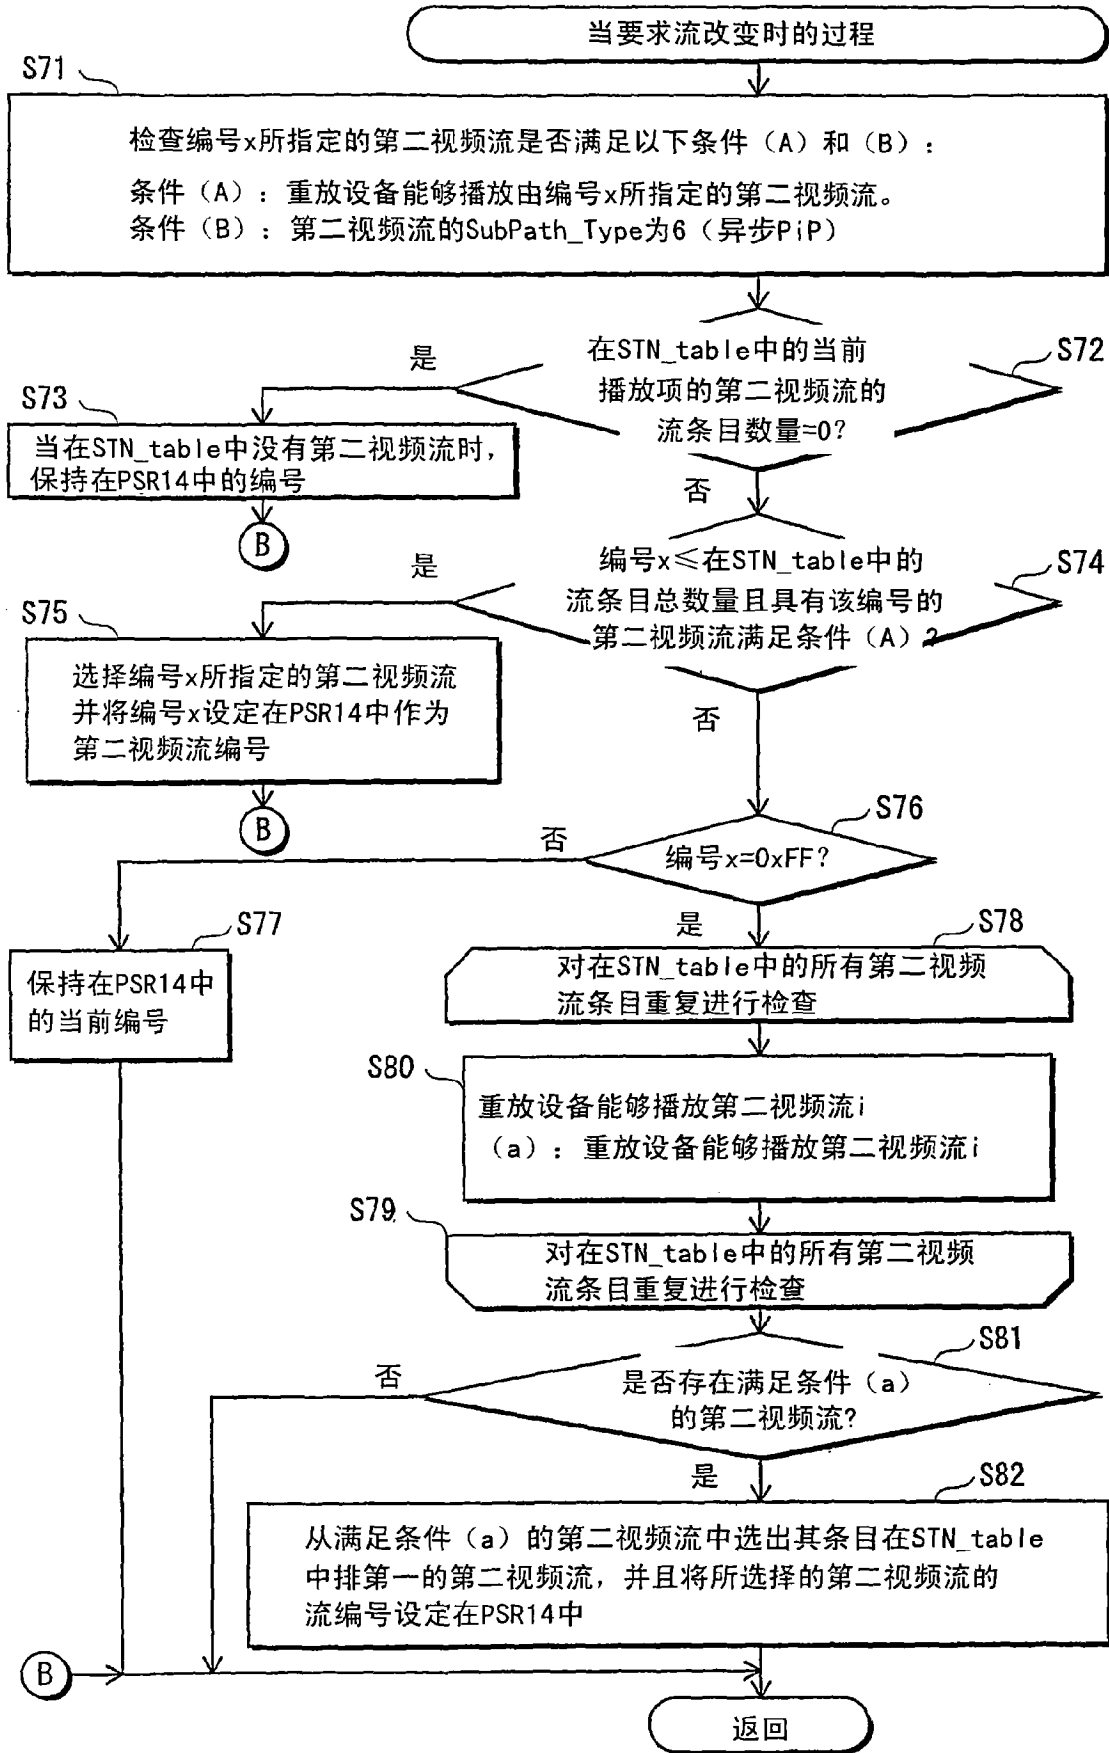 当要求流改变时的过程
S71
检查编号x所指定的第二视频流是否满足以下条件（A）和（B）：
条件（A）：重放设备能够播放由编号x所指定的第二视频流。
条件（B）：第二视频流的SubPath_Type为6（异步PiP）
S72
在STN_table中的当前
播放项的第二视频流的
流条目数量=0?
是
否
S73
当在STN_table中没有第二视频流时，
保持在PSR14中的编号
B
S74
编号x≤在STN_table中的
流条目总数量且具有该编号的
第二视频流满足条件（A）?
是
否
S75
选择编号x所指定的第二视频流
并将编号x设定在PSR14中作为
第二视频流编号
B
S76
编号x=0xFF?
否
是
S77
保持在PSR14中
的当前编号
S78
对在STN_table中的所有第二视频
流条目重复进行检查
S80
重放设备能够播放第二视频流i
（a）：重放设备能够播放第二视频流i
S79
对在STN_table中的所有第二视频
流条目重复进行检查
S81
是否存在满足条件（a）
的第二视频流?
否
是
S82
从满足条件（a）的第二视频流中选出其条目在STN_table
中排第一的第二视频流，并且将所选择的第二视频流的
流编号设定在PSR14中
B
返回